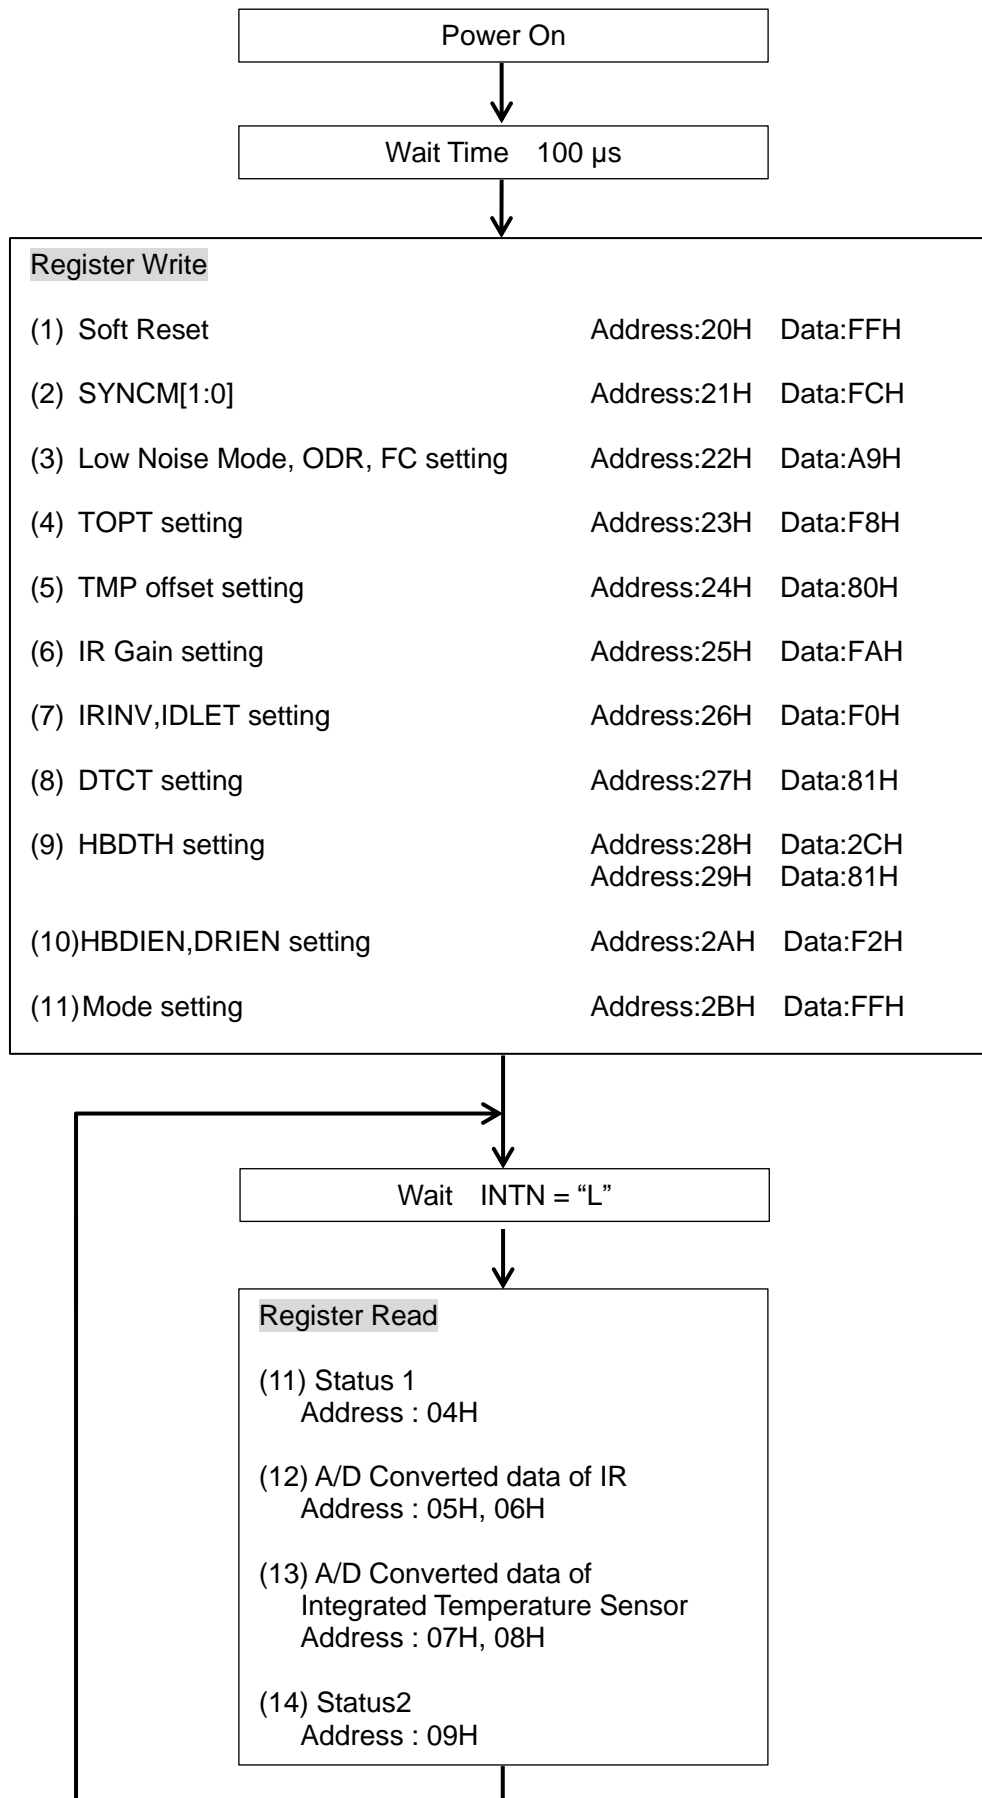 Power On
Wait Time 100 µs
Register Write
(1) Soft Reset Address:20H Data:FFH
(2) SYNCM[1:0] Address:21H Data:FCH
(3) Low Noise Mode, ODR, FC setting Address:22H Data:A9H
(4) TOPT setting Address:23H Data:F8H
(5) TMP offset setting Address:24H Data:80H
(6) IR Gain setting Address:25H Data:FAH
(7) IRINV,IDLET setting Address:26H Data:F0H
(8) DTCT setting Address:27H Data:81H
(9) HBDTH setting Address:28H Data:2CH
Address:29H Data:81H
(10)HBDIEN,DRIEN setting Address:2AH Data:F2H
(11)Mode setting Address:2BH Data:FFH
Wait INTN = “L”
Register Read
(11) Status 1
Address : 04H
(12) A/D Converted data of IR
Address : 05H, 06H
(13) A/D Converted data of
Integrated Temperature Sensor
Address : 07H, 08H
(14) Status2
Address : 09H